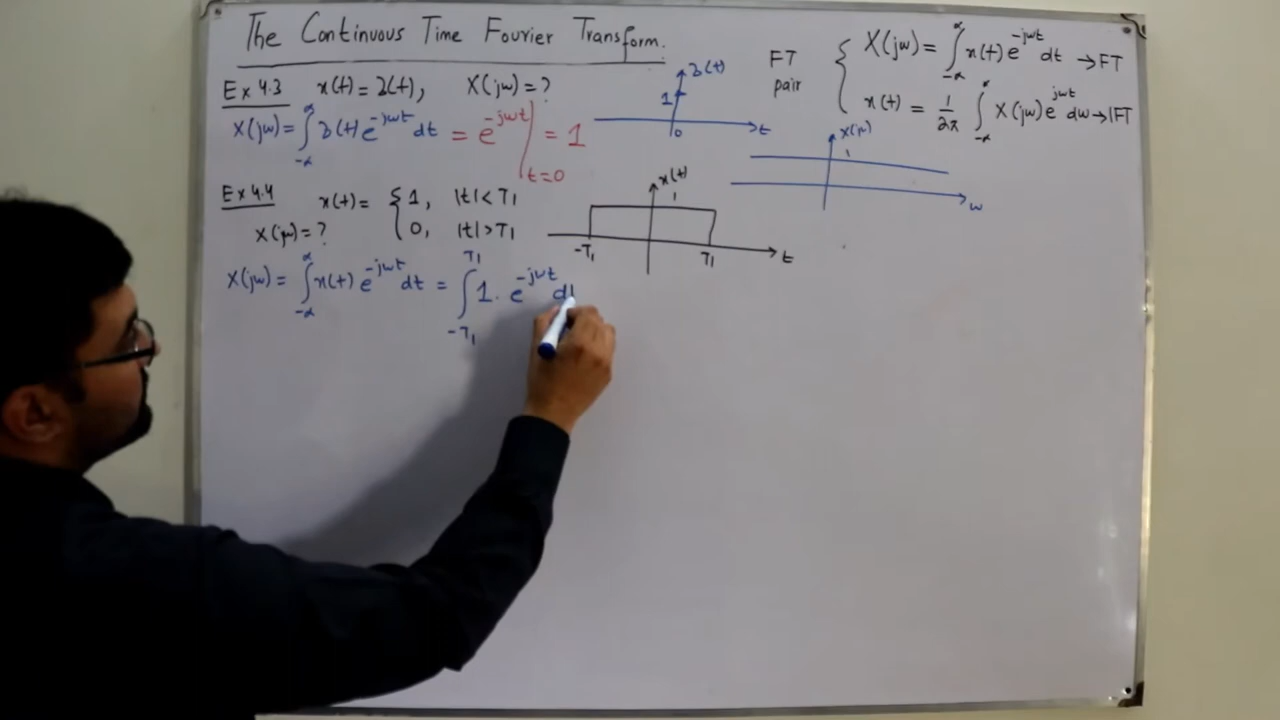 The Continuous Time Fourier Transform.
FT pair { X(jω) = ∫_{-∞}^{∞} x(t) e^{-jωt} dt → FT
x(t) = 1/2π ∫_{-∞}^{∞} X(jω) e^{jωt} dω → IFT
Ex 4.3 x(t) = δ(t), X(jω) = ?
X(jω) = ∫_{-∞}^{∞} δ(t) e^{-jωt} dt = e^{-jωt} |_{t=0} = 1
δ(t)
1
0 t
X(jω)
1
ω
Ex 4.4 x(t) = { 1, |t| < T₁
X(jω) = ? 0, |t| > T₁
x(t)
1
-T₁ T₁ t
X(jω) = ∫_{-∞}^{∞} x(t) e^{-jωt} dt = ∫_{-T₁}^{T₁} 1. e^{-jωt} d